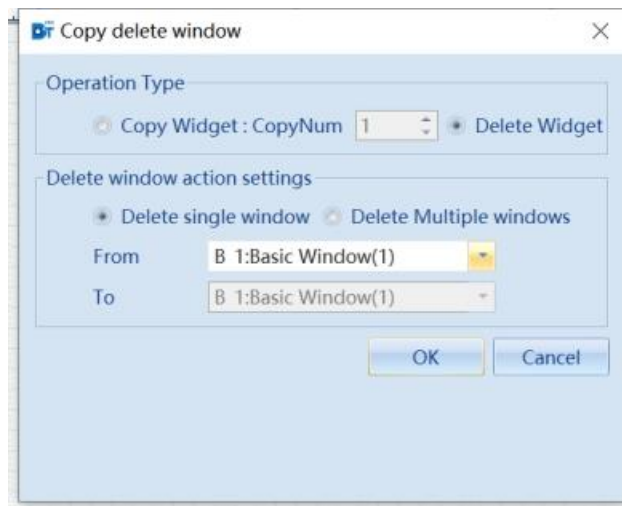 Copy delete window
Operation Type
Copy Widget : CopyNum 1 Delete Widget
Delete window action settings
Delete single window Delete Multiple windows
From B 1:Basic Window(1)
To B 1:Basic Window(1)
OK Cancel